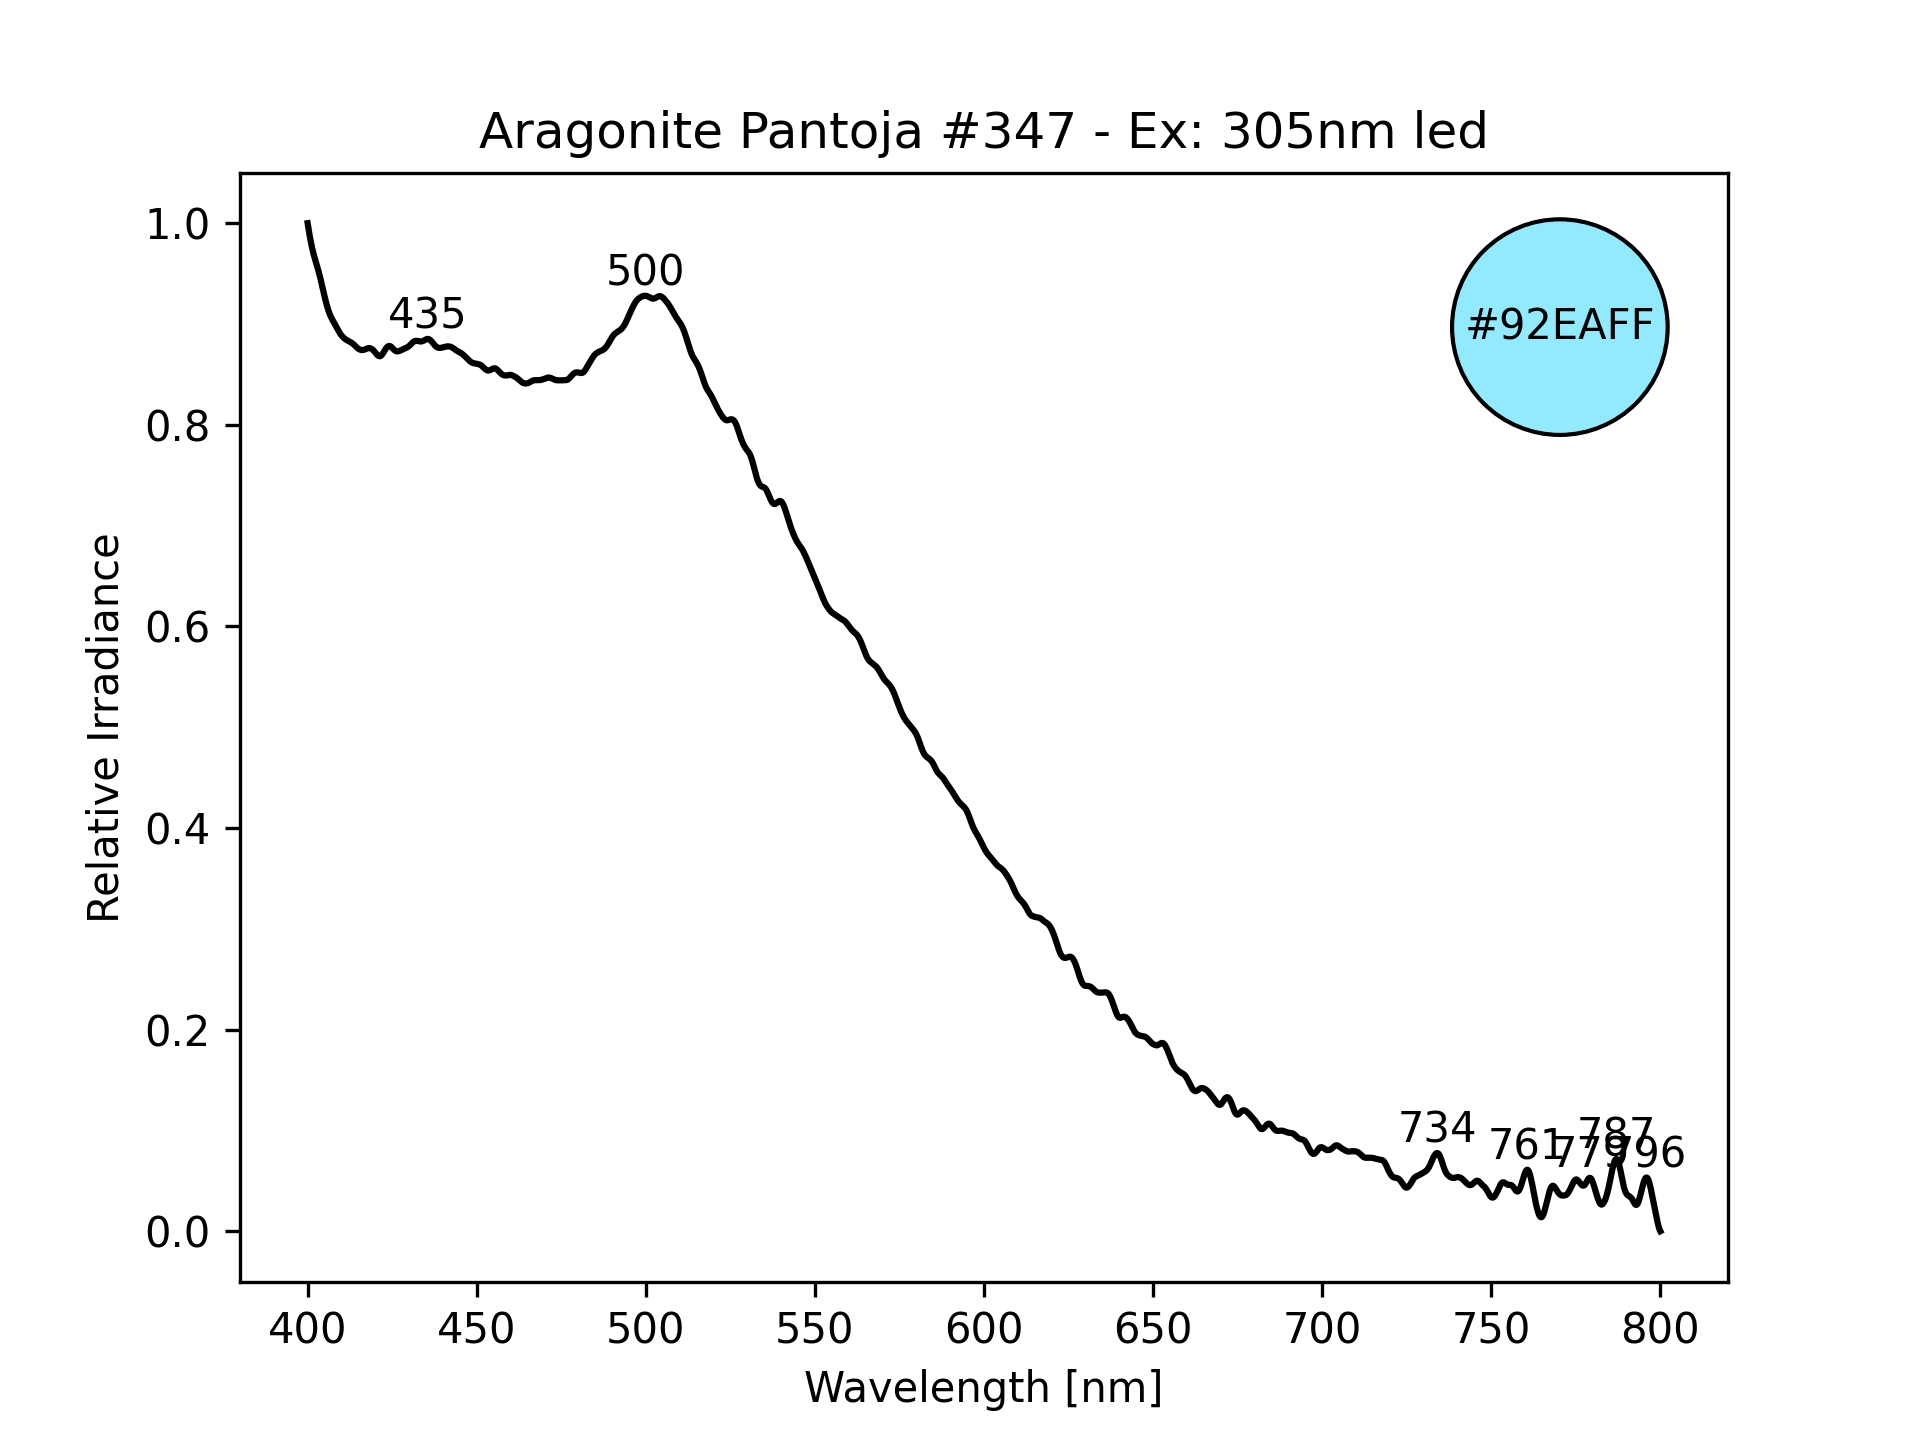 Aragonite Pantoja #347 - Ex: 305nm led
1.0
0.8
0.6
0.4
0.2
0.0
Relative Irradiance
435
500
#92EAFF
734
761
779
787
796
400 450 500 550 600 650 700 750 800
Wavelength [nm]